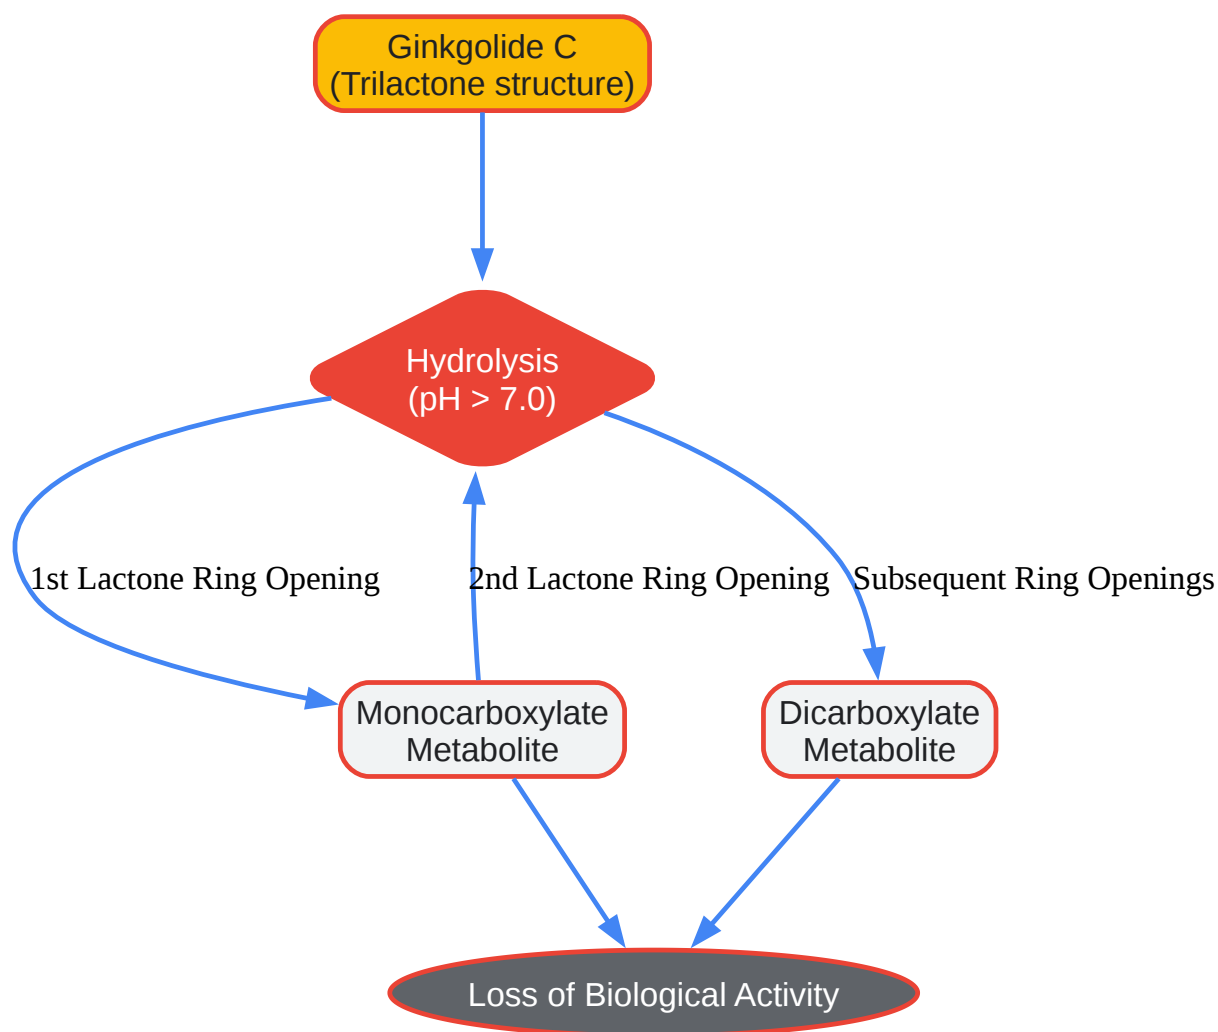 Ginkgolide C
(Trilactone structure)
Hydrolysis
(pH > 7.0)
1st Lactone Ring Opening
2nd Lactone Ring Opening
Subsequent Ring Openings
Monocarboxylate
Metabolite
Dicarboxylate
Metabolite
Loss of Biological Activity